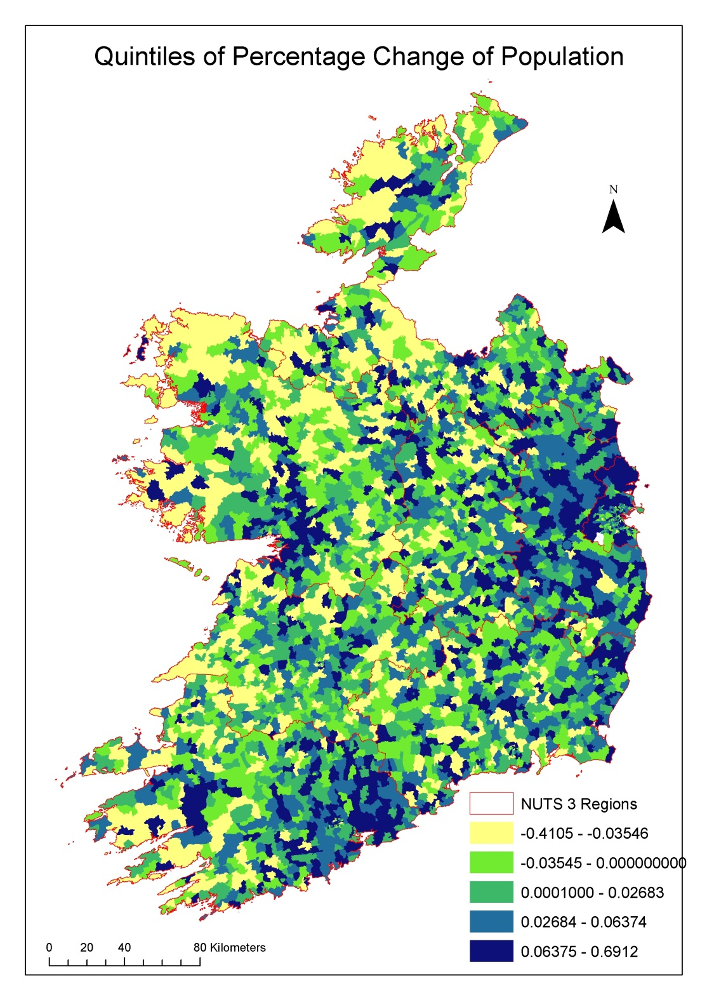 Quintiles of Percentage Change of Population
N
NUTS 3 Regions
-0.4105 - -0.03546
-0.03545 - 0.000000000
0.0001000 - 0.02683
0.02684 - 0.06374
0.06375 - 0.6912
0 20 40 80 Kilometers